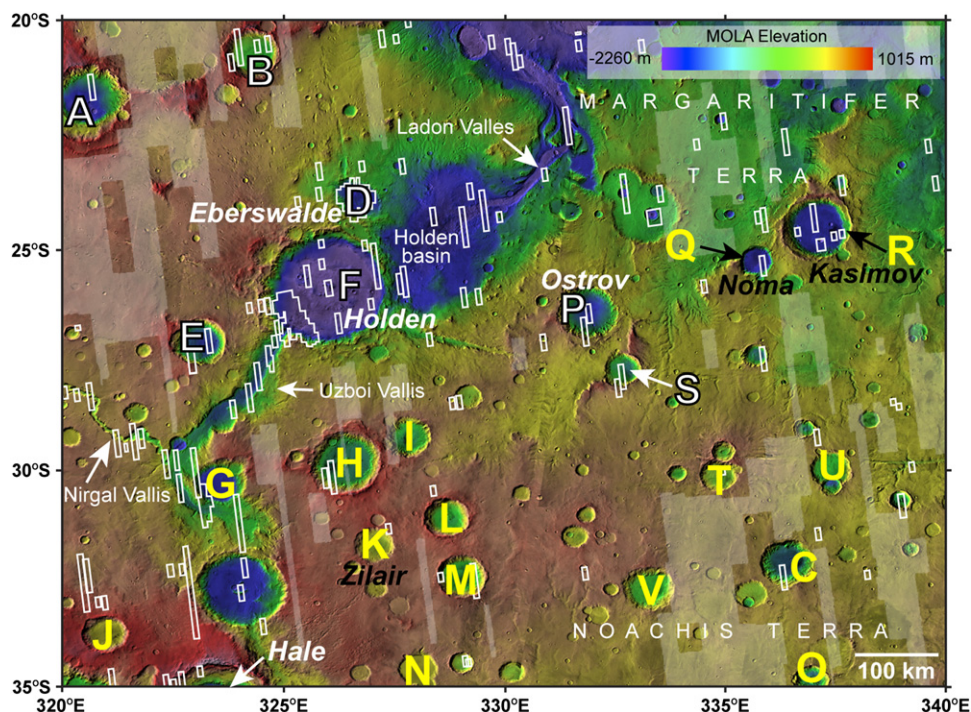 20°S
MOLA Elevation
-2260 m
1015 m
B
A
M A R G A R I T I F E R
Ladon Valles
T E R R A
D
Eberswalde
Holden
basin
Q
R
25°S
Noma
Kasimov
F
Ostrov
P
Holden
E
S
Uzboi Vallis
I
H
30°S
G
T
U
Nirgal Vallis
L
K
Zilair
M
C
V
J
N O A C H I S T E R R A
Hale
N
O
100 km
35°S
320°E
325°E
330°E
335°E
340°E